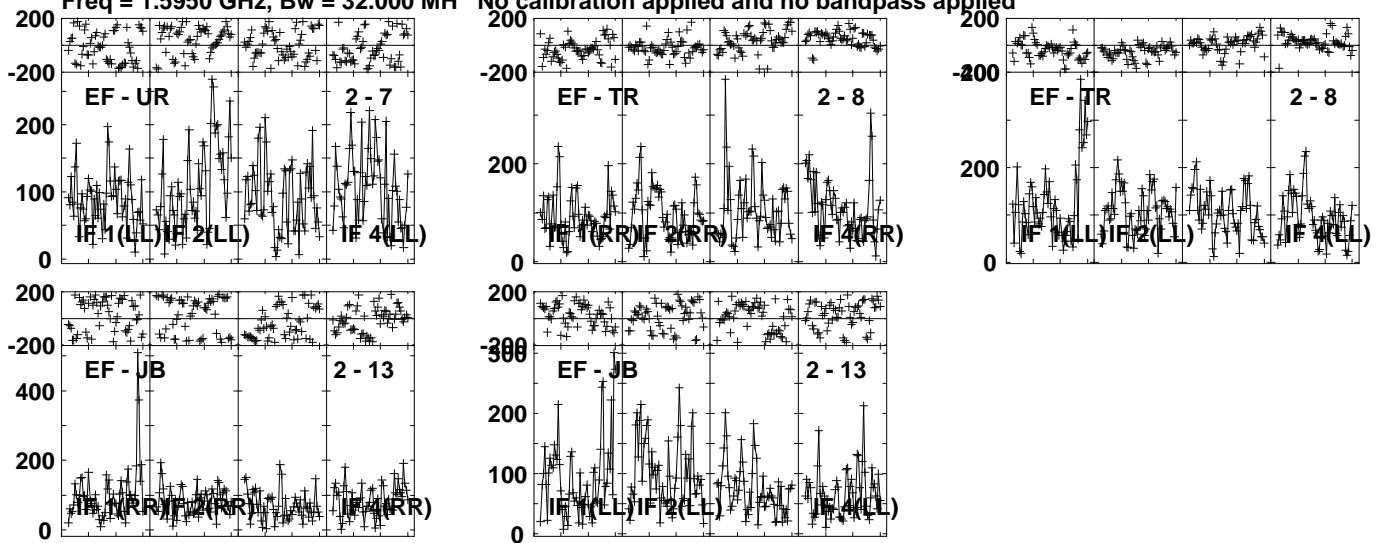 Freq = 1.5950 GHz, Bw = 32.000 MH No calibration applied and no bandpass applied
200
-200
EF - UR 2 - 7
200
100
0
IF 1(LL) IF 2(LL) IF 4(LL)
200
-200
EF - TR 2 - 8
200
0
IF 1(RR) IF 2(RR) IF 4(RR)
200
-200
400
EF - TR 2 - 8
200
0
IF 1(LL) IF 2(LL) IF 4(LL)
200
-200
EF - JB 2 - 13
400
200
0
IF 1(RR) IF 2(RR) IF 4(RR)
200
-200
300
EF - JB 2 - 13
200
100
0
IF 1(LL) IF 2(LL) IF 4(LL)